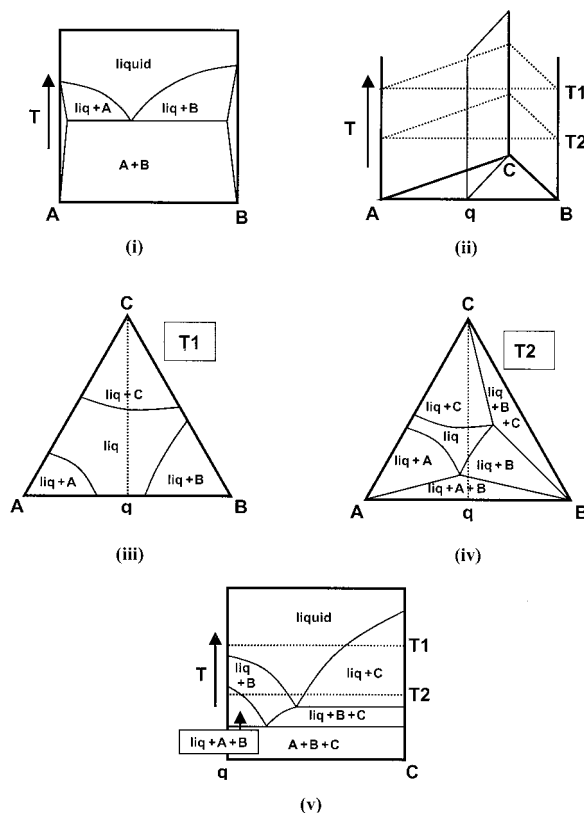 liquid
T
liq +A
liq +B
A + B
A
B
(i)
T
T1
T2
C
A
q
B
(ii)
C
T1
liq + C
liq
liq + A
liq + B
A
q
B
(iii)
C
T2
liq
+ B
+ C
liq + C
liq
liq + A
liq + B
liq + A + B
A
q
B
(iv)
liquid
T1
T
liq
+B
liq + C
T2
liq + B + C
liq + A + B
A + B + C
q
C
(v)